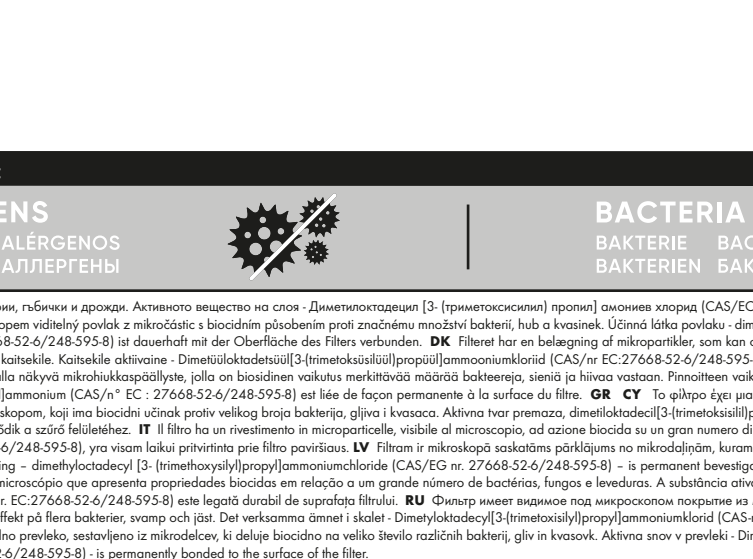 ENS
BACTERIA
ALÉRGENOS
BAKTERIE BAC
АЛЛЕРГЕНЫ
BAKTERIEN БАК
рии, гъбички и дрожди. Активното вещество на слоя - Диметилоктадецил [3- (триметоксисилил) пропил] амониев хлорид (CAS/EC
opem viditelný povlak z mikročástic s biocidním působením proti značnému množství bakterií, hub a kvasinek. Účinná látka povlaku - dim
68-52-6/248-595-8) ist dauerhaft mit der Oberfläche des Filters verbunden. DK Filteret har en belægning af mikropartikler, som kan o
kaitsekile. Kaitsekile aktiivaine - Dimetüüloktadetsüül[3-(trimetoksüsilüül)propüül]ammooniumkloriid (CAS/nr EC:27668-52-6/248-595-
lla näkyvä mikrohiukkaspäällyste, jolla on biosidinen vaikutus merkittävää määrää bakteereja, sieniä ja hiivaa vastaan. Pinnoitteen vaik
l]ammonium (CAS/n° EC : 27668-52-6/248-595-8) est liée de façon permanente à la surface du filtre. GR CY Το φίλτρο έχει μια
skopom, koji ima biocidni učinak protiv velikog broja bakterija, gljiva i kvasaca. Aktivna tvar premaza, dimetiloktadecil[3-(trimetoksisilil)p
ődik a szűrő felületéhez. IT Il filtro ha un rivestimento in microparticelle, visibile al microscopio, ad azione biocida su un gran numero di
-6/248-595-8), yra visam laikui pritvirtinta prie filtro paviršiaus. LV Filtram ir mikroskopā saskatāms pārklājums no mikrodaļiņām, kuram
ing – dimethyloctadecyl [3- (trimethoxysilyl)propyl]ammoniumchloride (CAS/EG nr. 27668-52-6/248-595-8) – is permanent bevestigd
microscópio que apresenta propriedades biocidas em relação a um grande número de bactérias, fungos e leveduras. A substância ativa
r. EC:27668-52-6/248-595-8) este legată durabil de suprafața filtrului. RU Фильтр имеет видимое под микроскопом покрытие из м
ffekt på flera bakterier, svamp och jäst. Det verksamma ämnet i skalet - Dimetyloktadecyl[3-(trimetoxisilyl)propyl]ammoniumklorid (CAS-n
dno prevleko, sestavljeno iz mikrodelcev, ki deluje biocidno na veliko število različnih bakterij, gliv in kvasovk. Aktivna snov v prevleki - Di
2-6/248-595-8) - is permanently bonded to the surface of the filter.